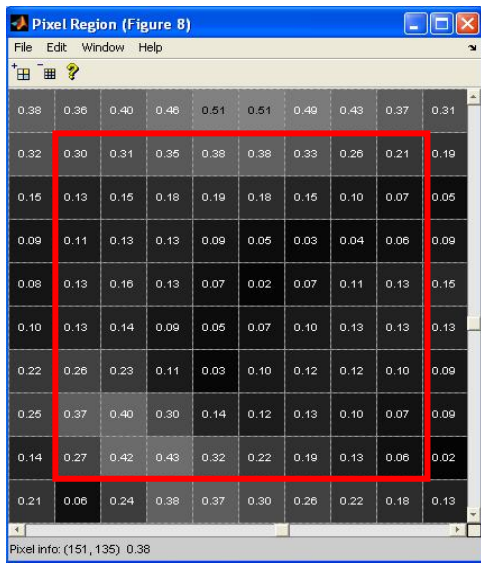 Pixel Region (Figure 8)
File Edit Window Help
0.38 0.36 0.40 0.46 0.51 0.51 0.49 0.43 0.37 0.31
0.32 0.30 0.31 0.35 0.38 0.38 0.33 0.26 0.21 0.19
0.15 0.13 0.15 0.18 0.19 0.18 0.15 0.10 0.07 0.05
0.09 0.11 0.13 0.13 0.09 0.05 0.03 0.04 0.06 0.09
0.08 0.13 0.16 0.13 0.07 0.02 0.07 0.11 0.13 0.15
0.10 0.13 0.14 0.09 0.05 0.07 0.10 0.13 0.13 0.13
0.22 0.26 0.23 0.11 0.03 0.10 0.12 0.12 0.10 0.09
0.25 0.37 0.40 0.30 0.14 0.12 0.13 0.10 0.07 0.09
0.14 0.27 0.42 0.43 0.32 0.22 0.19 0.13 0.06 0.02
0.21 0.06 0.24 0.38 0.37 0.30 0.26 0.22 0.18 0.13
Pixel info: (151, 135) 0.38